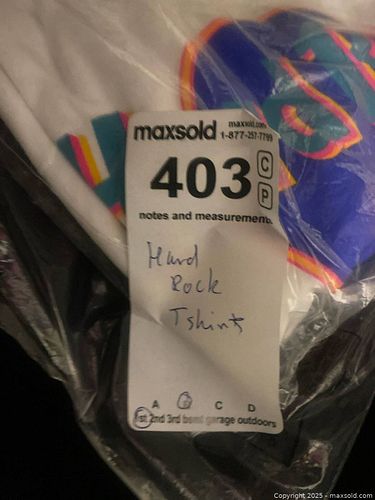 maxsold
maxsold.com
1-877-257-7799
403
C
P
notes and measurements
Hard
Rock
Tshirts
A B C D
1st 2nd 3rd bsmt garage outdoors
Copyright 2025 - maxsold.com